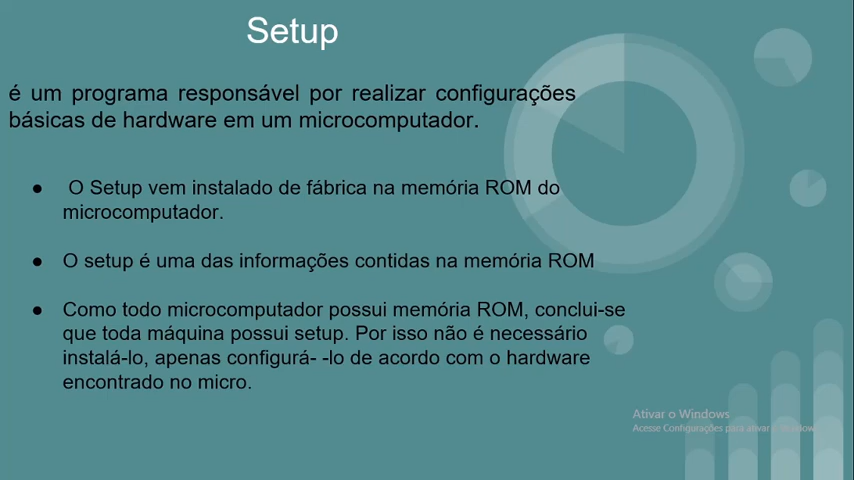 Setup
é um programa responsável por realizar configurações
básicas de hardware em um microcomputador.
● O Setup vem instalado de fábrica na memória ROM do
microcomputador.
● O setup é uma das informações contidas na memória ROM
● Como todo microcomputador possui memória ROM, conclui-se
que toda máquina possui setup. Por isso não é necessário
instalá-lo, apenas configurá- -lo de acordo com o hardware
encontrado no micro.
Ativar o Windows
Acesse Configurações para ativar o Windows